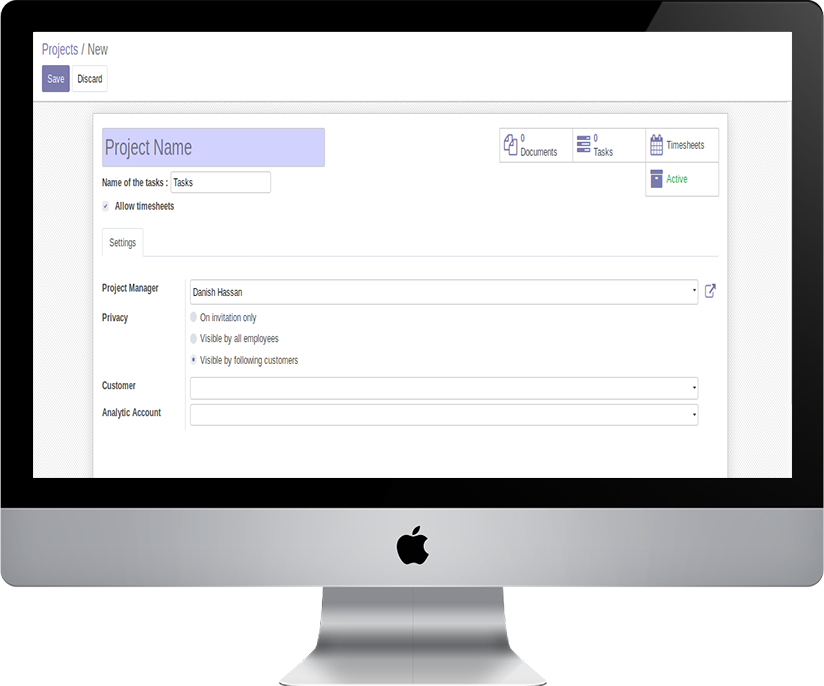 Projects / New
Save Discard
Project Name
0 Documents
0 Tasks
Timesheets
Active
Name of the tasks : Tasks
Allow timesheets
Settings
Project Manager Danish Hassan
Privacy On invitation only
Visible by all employees
Visible by following customers
Customer
Analytic Account